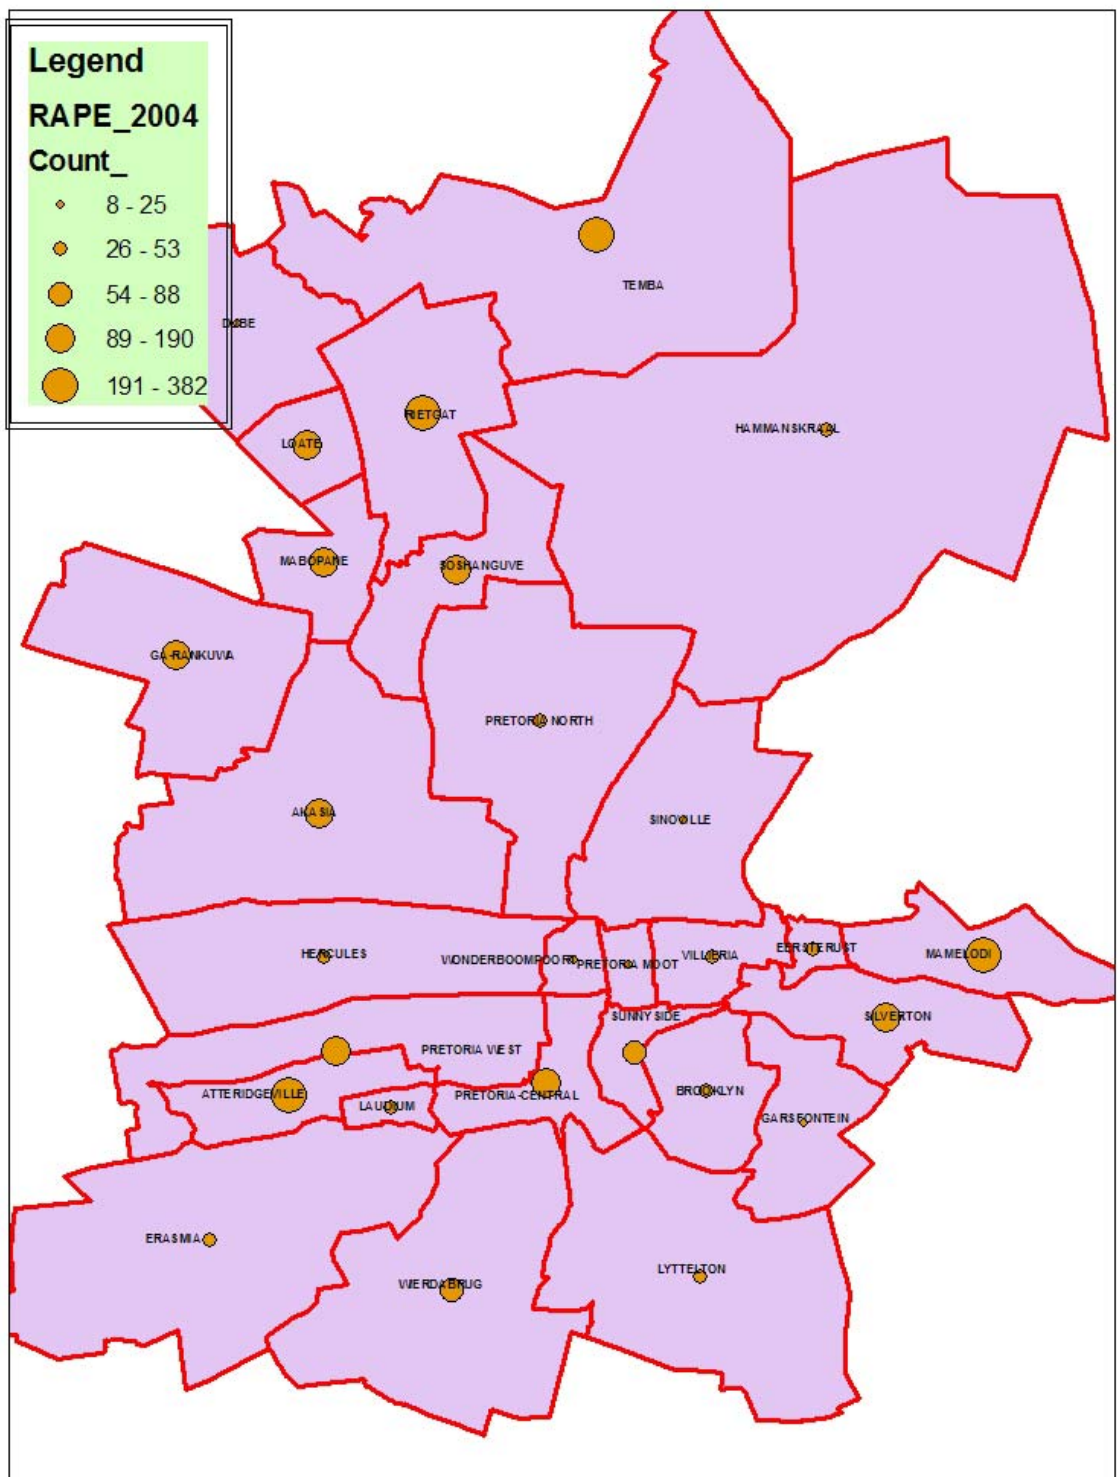 Legend
RAPE_2004
Count_
8 - 25
26 - 53
54 - 88
89 - 190
191 - 382
TEMBA
RIETGAT
LOATE
HAMMANSKRAAL
MABOPANE
SOSHANGUVE
GA-RANKUWA
PRETORIA NORTH
AKASIA
SINOVILLE
HERCULES
WONDERBOOMPOORT
PRETORIA MOOT
VILLIERIA
EERSTERUST
MAMELODI
SUNNYSIDE
SILVERTON
PRETORIA WEST
ATTERIDGEVILLE
LAUDIUM
PRETORIA-CENTRAL
BROOKLYN
GARSFONTEIN
ERASMIA
WIERDABRUG
LYTTELTON